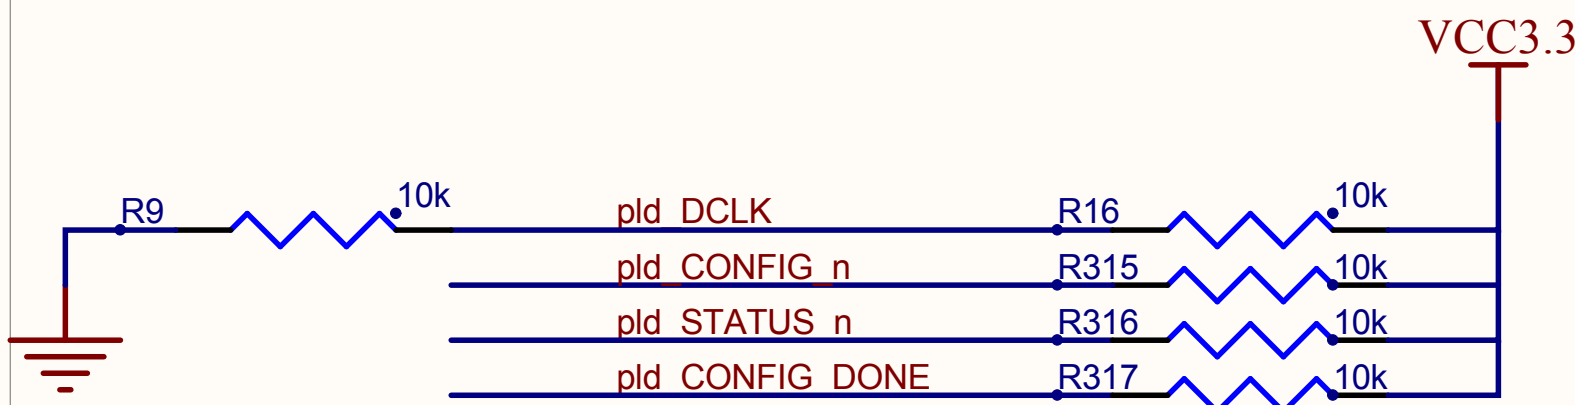 VCC3.3
R9 10k pld_DCLK R16 10k
pld_CONFIG_n R315 10k
pld_STATUS_n R316 10k
pld_CONFIG_DONE R317 10k